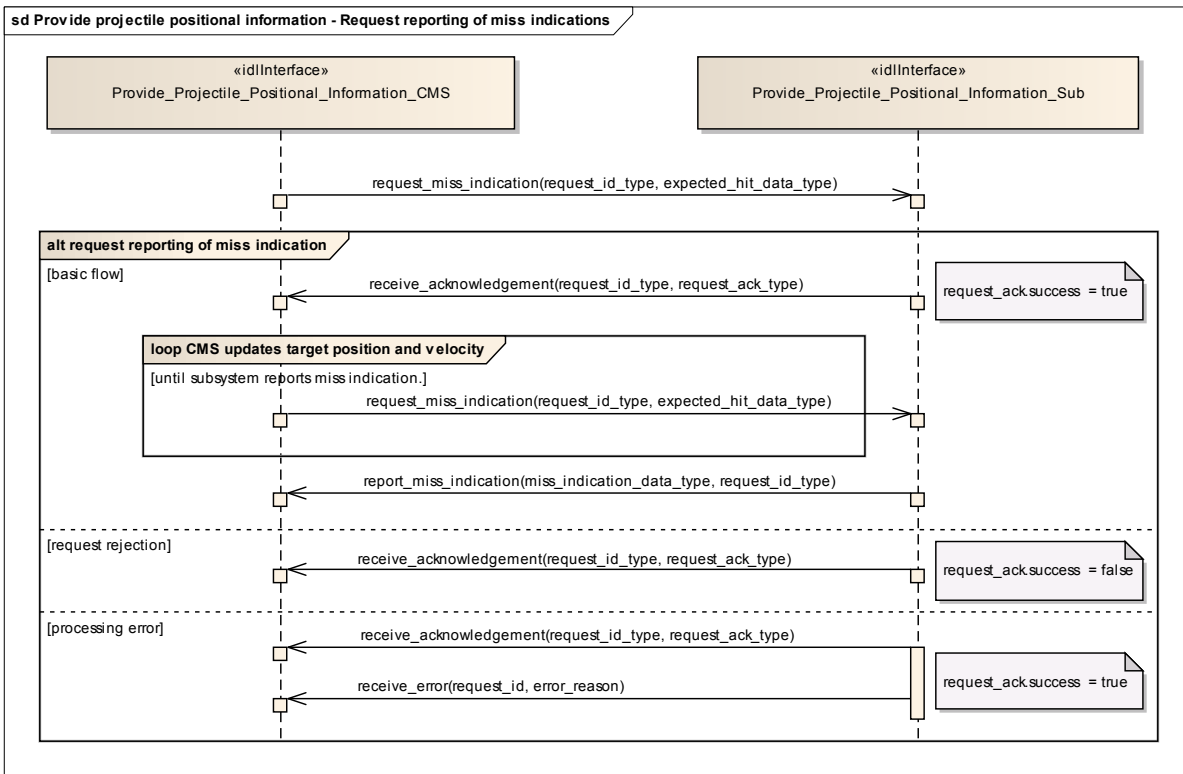 sd Provide projectile positional information - Request reporting of miss indications
«idlInterface»
Provide_Projectile_Positional_Information_CMS
«idlInterface»
Provide_Projectile_Positional_Information_Sub
request_miss_indication(request_id_type, expected_hit_data_type)
alt request reporting of miss indication
[basic flow]
receive_acknowledgement(request_id_type, request_ack_type)
request_ack.success = true
loop CMS updates target position and velocity
[until subsystem reports miss indication.]
request_miss_indication(request_id_type, expected_hit_data_type)
report_miss_indication(miss_indication_data_type, request_id_type)
[request rejection]
receive_acknowledgement(request_id_type, request_ack_type)
request_ack.success = false
[processing error]
receive_acknowledgement(request_id_type, request_ack_type)
request_ack.success = true
receive_error(request_id, error_reason)